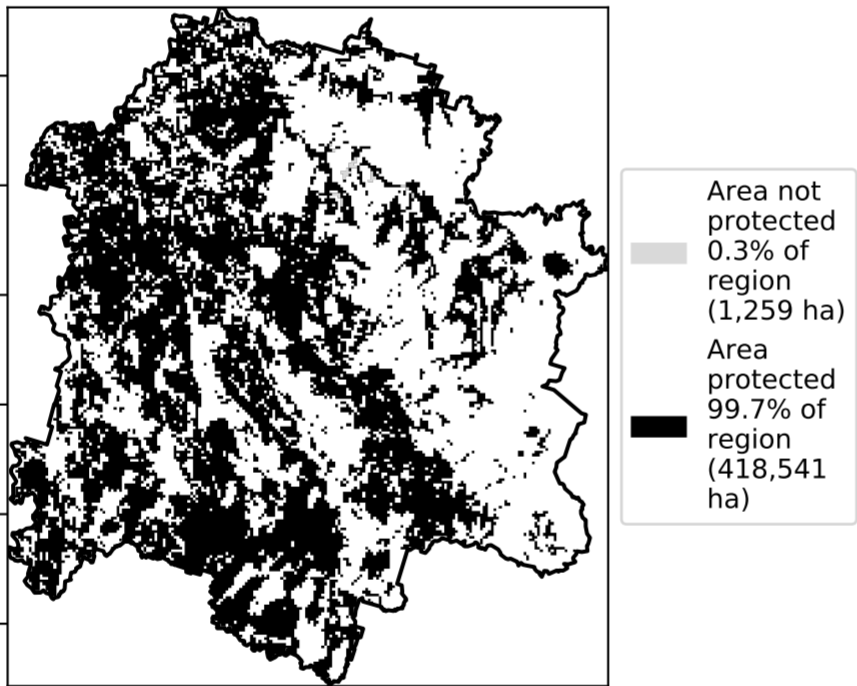 Area not
protected
0.3% of
region
(1,259 ha)
Area
protected
99.7% of
region
(418,541
ha)